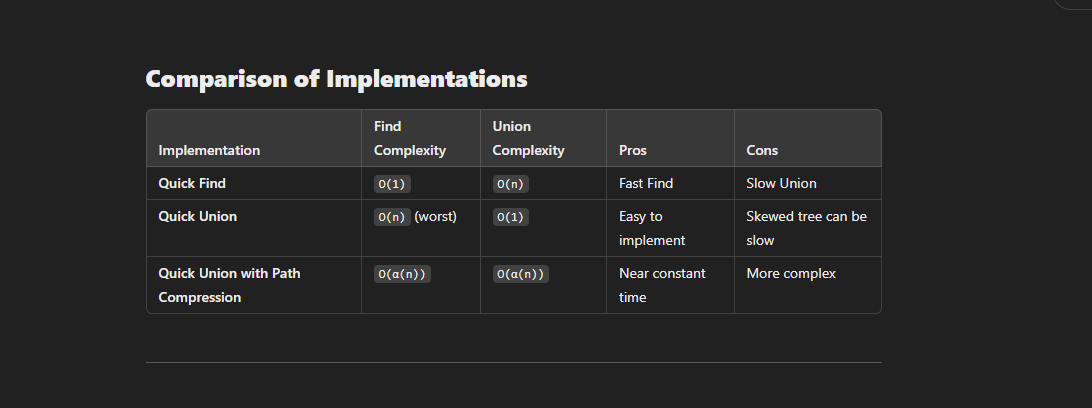 Comparison of Implementations
Find Union
Implementation Complexity Complexity Pros Cons
Quick Find O(1) O(n) Fast Find Slow Union
Quick Union O(n) (worst) O(1) Easy to Skewed tree can be
implement slow
Quick Union with Path O(α(n)) O(α(n)) Near constant More complex
Compression time